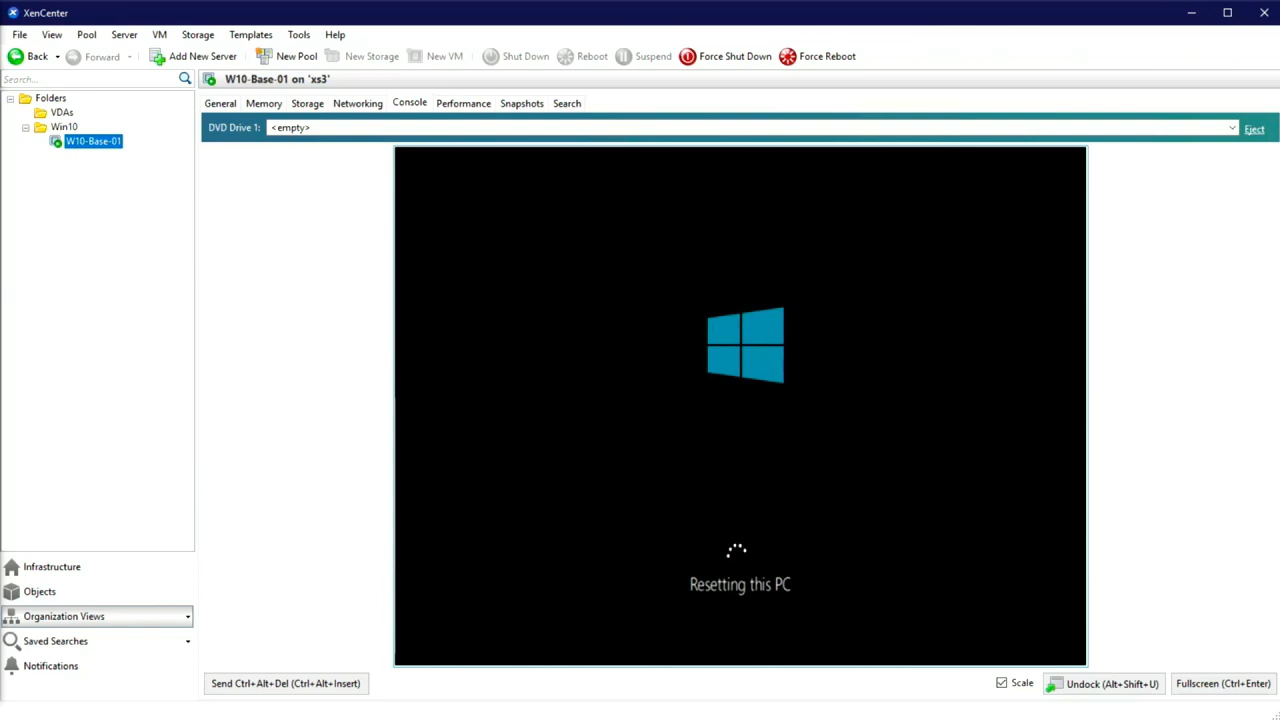 XenCenter
File View Pool Server VM Storage Templates Tools Help
Back Forward Add New Server New Pool New Storage New VM Shut Down Reboot Suspend Force Shut Down Force Reboot
Search...
W10-Base-01 on 'xs3'
Folders
VDAs
Win10
W10-Base-01
General Memory Storage Networking Console Performance Snapshots Search
DVD Drive 1: <empty> Eject
Resetting this PC
Infrastructure
Objects
Organization Views
Saved Searches
Notifications
Send Ctrl+Alt+Del (Ctrl+Alt+Insert) Scale Undock (Alt+Shift+U) Fullscreen (Ctrl+Enter)